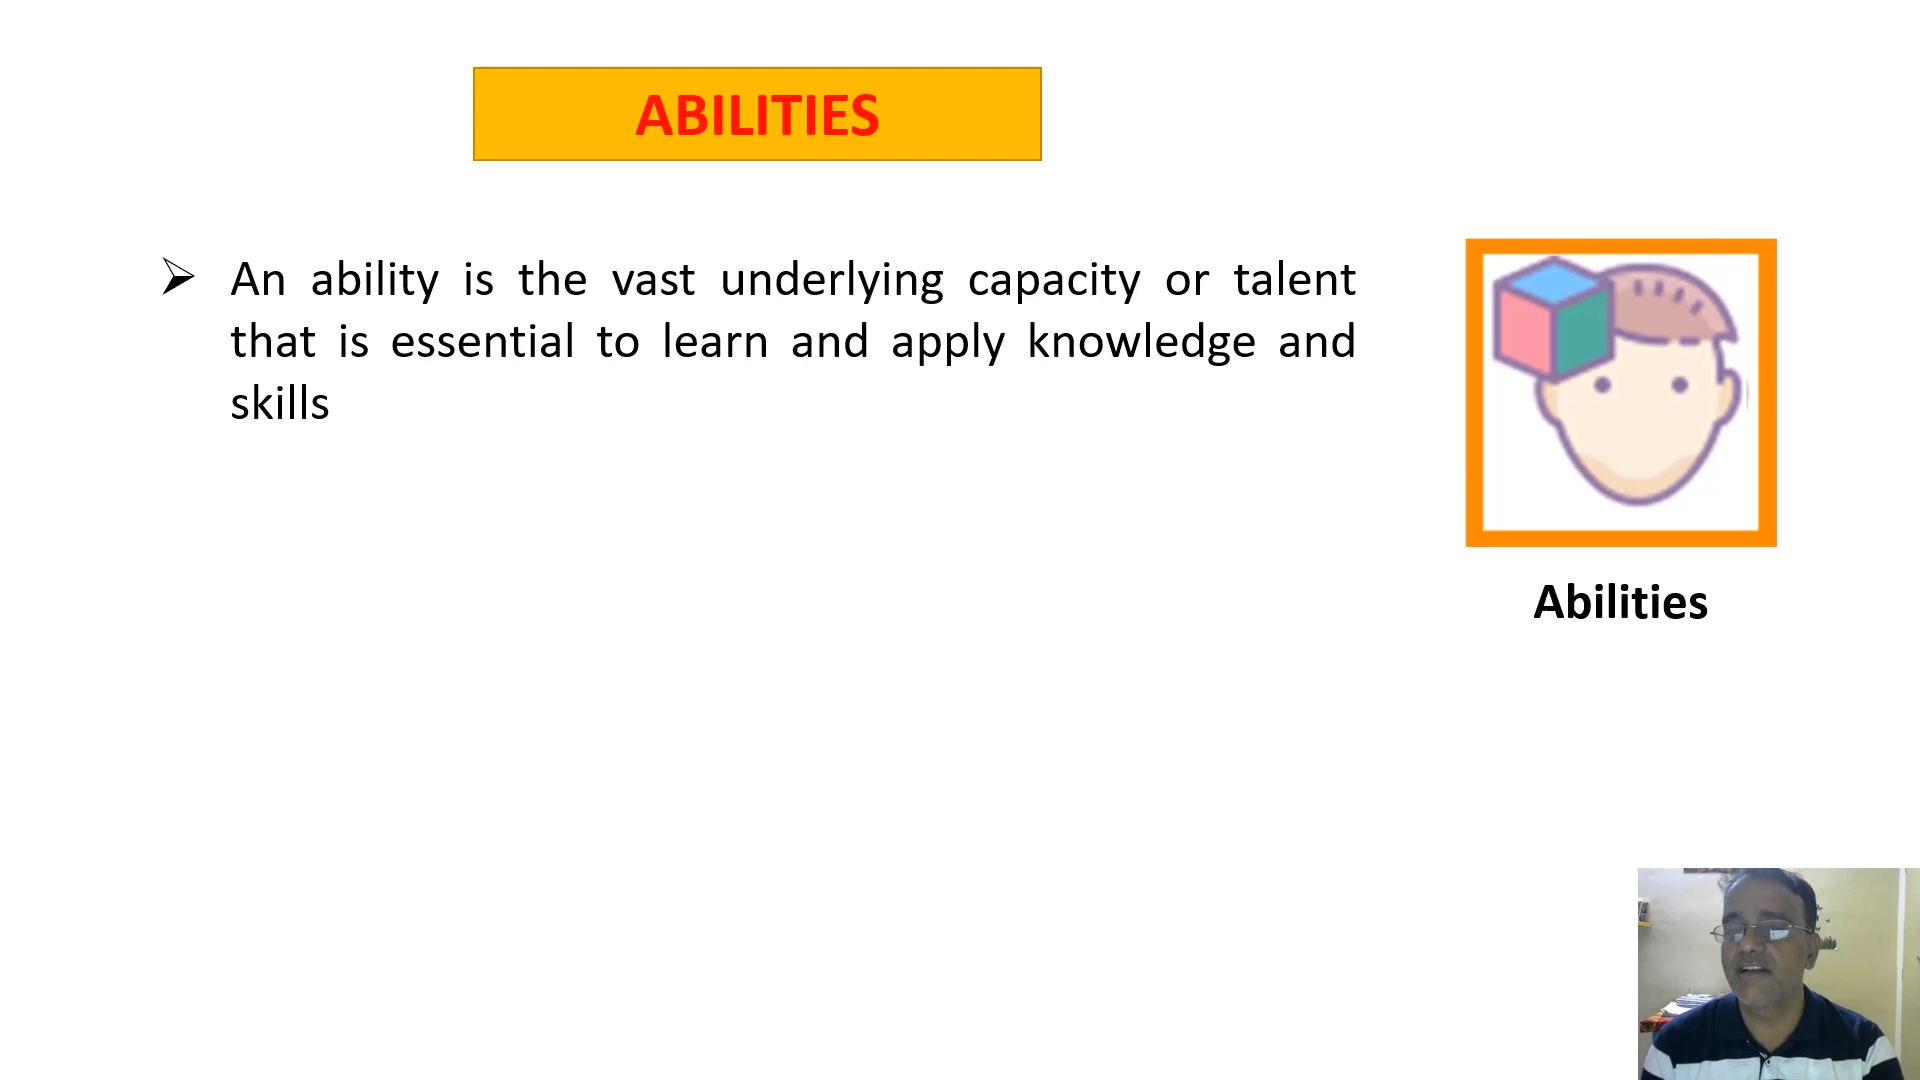 ABILITIES
➢ An ability is the vast underlying capacity or talent
that is essential to learn and apply knowledge and
skills
Abilities